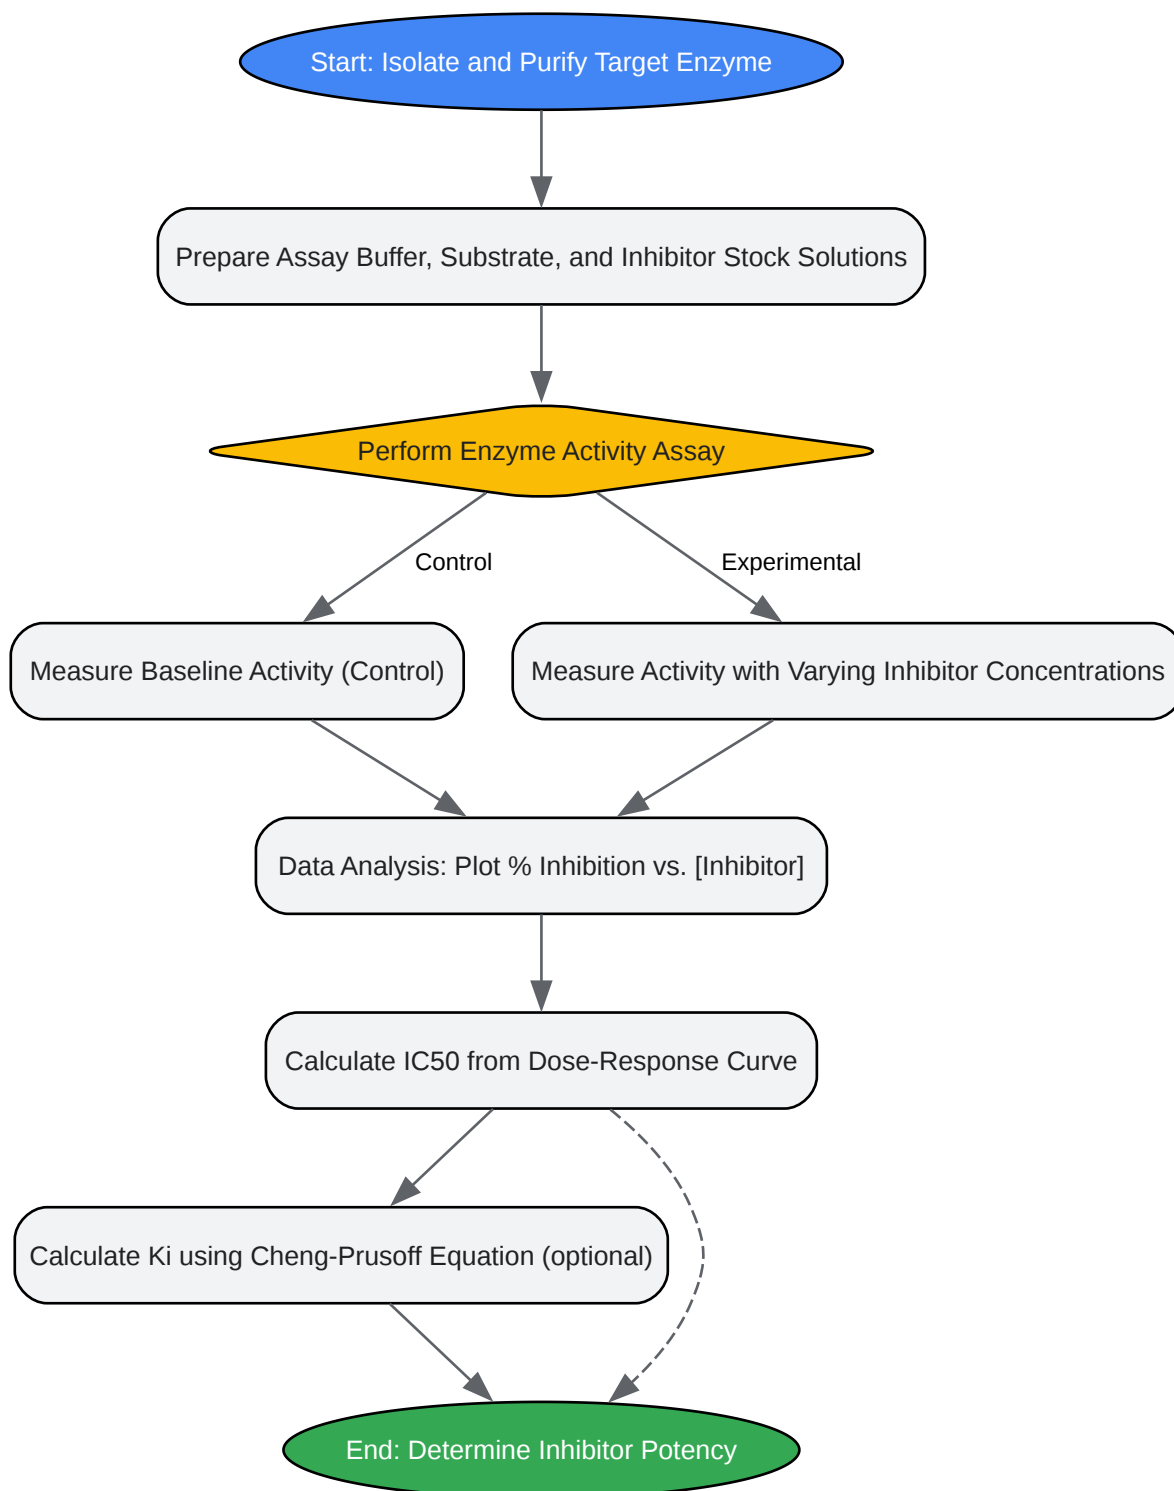 Start: Isolate and Purify Target Enzyme
Prepare Assay Buffer, Substrate, and Inhibitor Stock Solutions
Perform Enzyme Activity Assay
Control
Experimental
Measure Baseline Activity (Control)
Measure Activity with Varying Inhibitor Concentrations
Data Analysis: Plot % Inhibition vs. [Inhibitor]
Calculate IC50 from Dose-Response Curve
Calculate Ki using Cheng-Prusoff Equation (optional)
End: Determine Inhibitor Potency